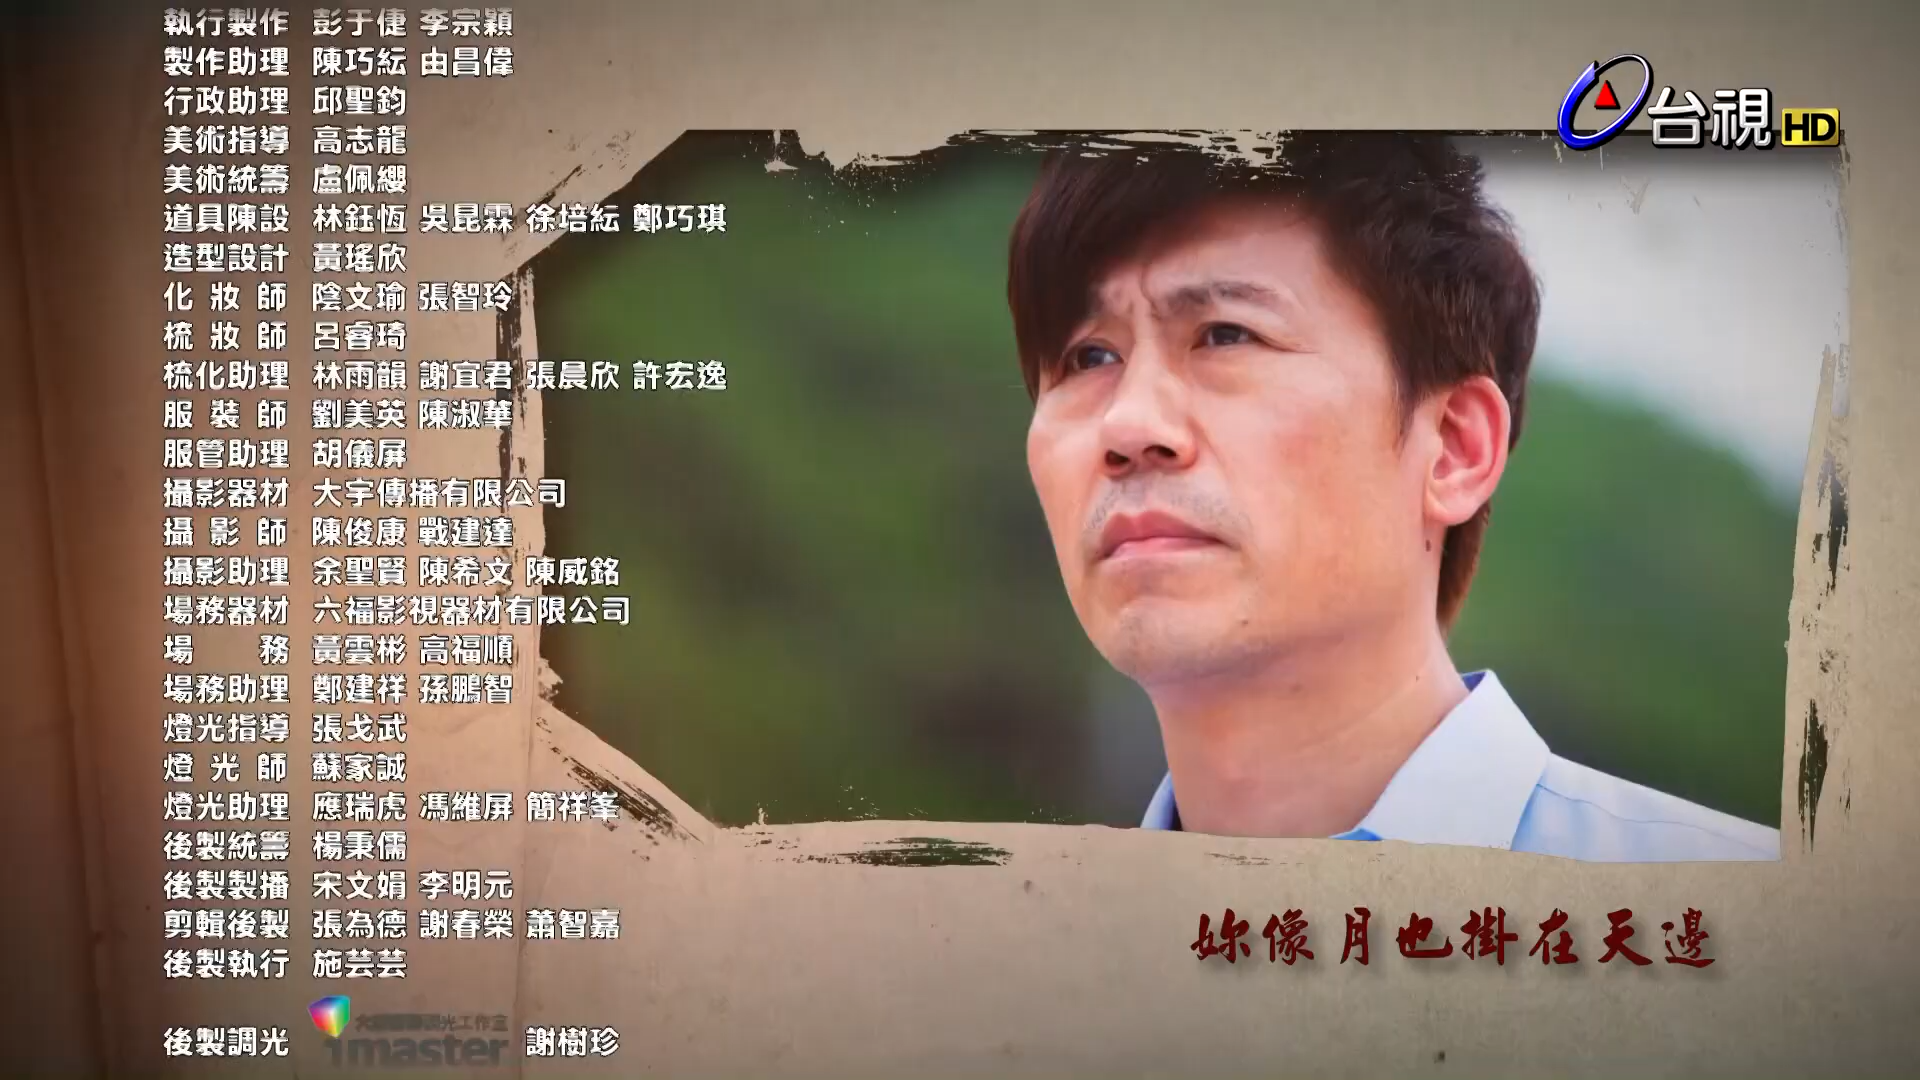 執行製作 彭于倢 李宗穎
製作助理 陳巧紜 由昌偉
行政助理 邱聖鈞
美術指導 高志龍
美術統籌 盧佩纓
道具陳設 林鈺恆 吳昆霖 徐培紜 鄭巧琪
造型設計 黃瑤欣
化妝師 陰文瑜 張智玲
梳妝師 呂睿琦
梳化助理 林雨韻 謝宜君 張晨欣 許宏逸
服裝師 劉美英 陳淑華
服管助理 胡儀屏
攝影器材 大宇傳播有限公司
攝影師 陳俊康 戰建達
攝影助理 余聖賢 陳希文 陳威銘
場務器材 六福影視器材有限公司
場務 黃雲彬 高福順
場務助理 鄭建祥 孫鵬智
燈光指導 張戈武
燈光師 蘇家誠
燈光助理 應瑞虎 馮維屏 簡祥峯
後製統籌 楊秉儒
後製製播 宋文娟 李明元
剪輯後製 張為德 謝春榮 蕭智嘉
後製執行 施芸芸
後製調光 imaster 謝樹珍
台視HD
妳像月也掛在天邊